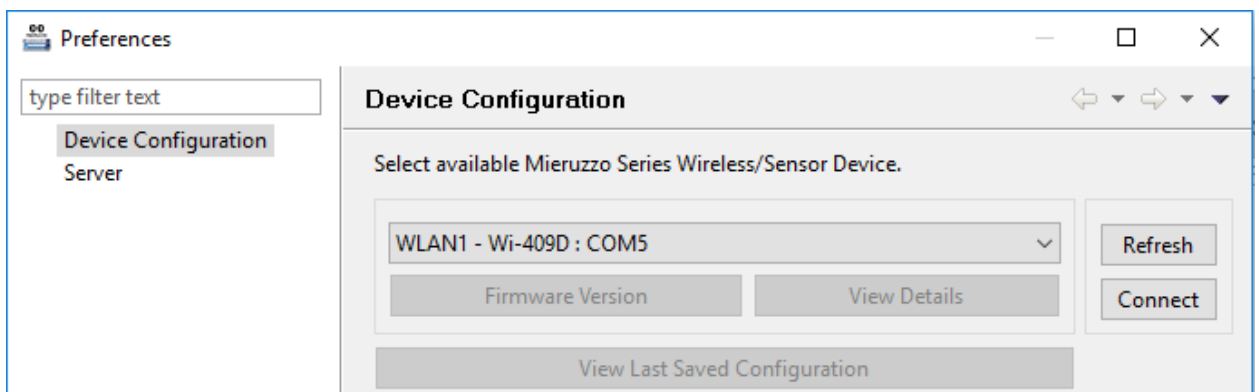 Preferences
type filter text
Device Configuration
Server
Device Configuration
Select available Mieruzzo Series Wireless/Sensor Device.
WLAN1 - Wi-409D : COM5
Refresh
Firmware Version
View Details
Connect
View Last Saved Configuration